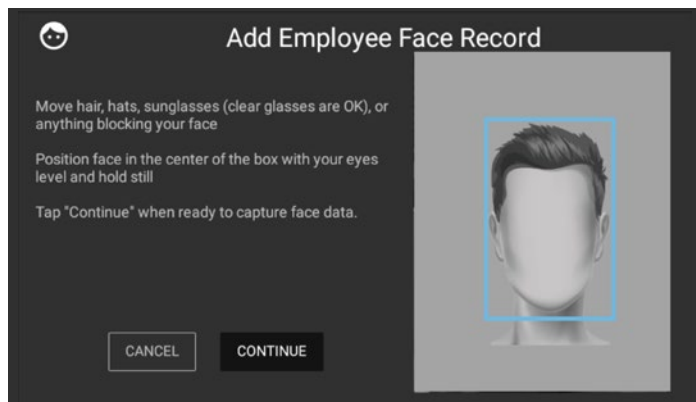 Add Employee Face Record
Move hair, hats, sunglasses (clear glasses are OK), or
anything blocking your face
Position face in the center of the box with your eyes
level and hold still
Tap "Continue" when ready to capture face data.
CANCEL
CONTINUE